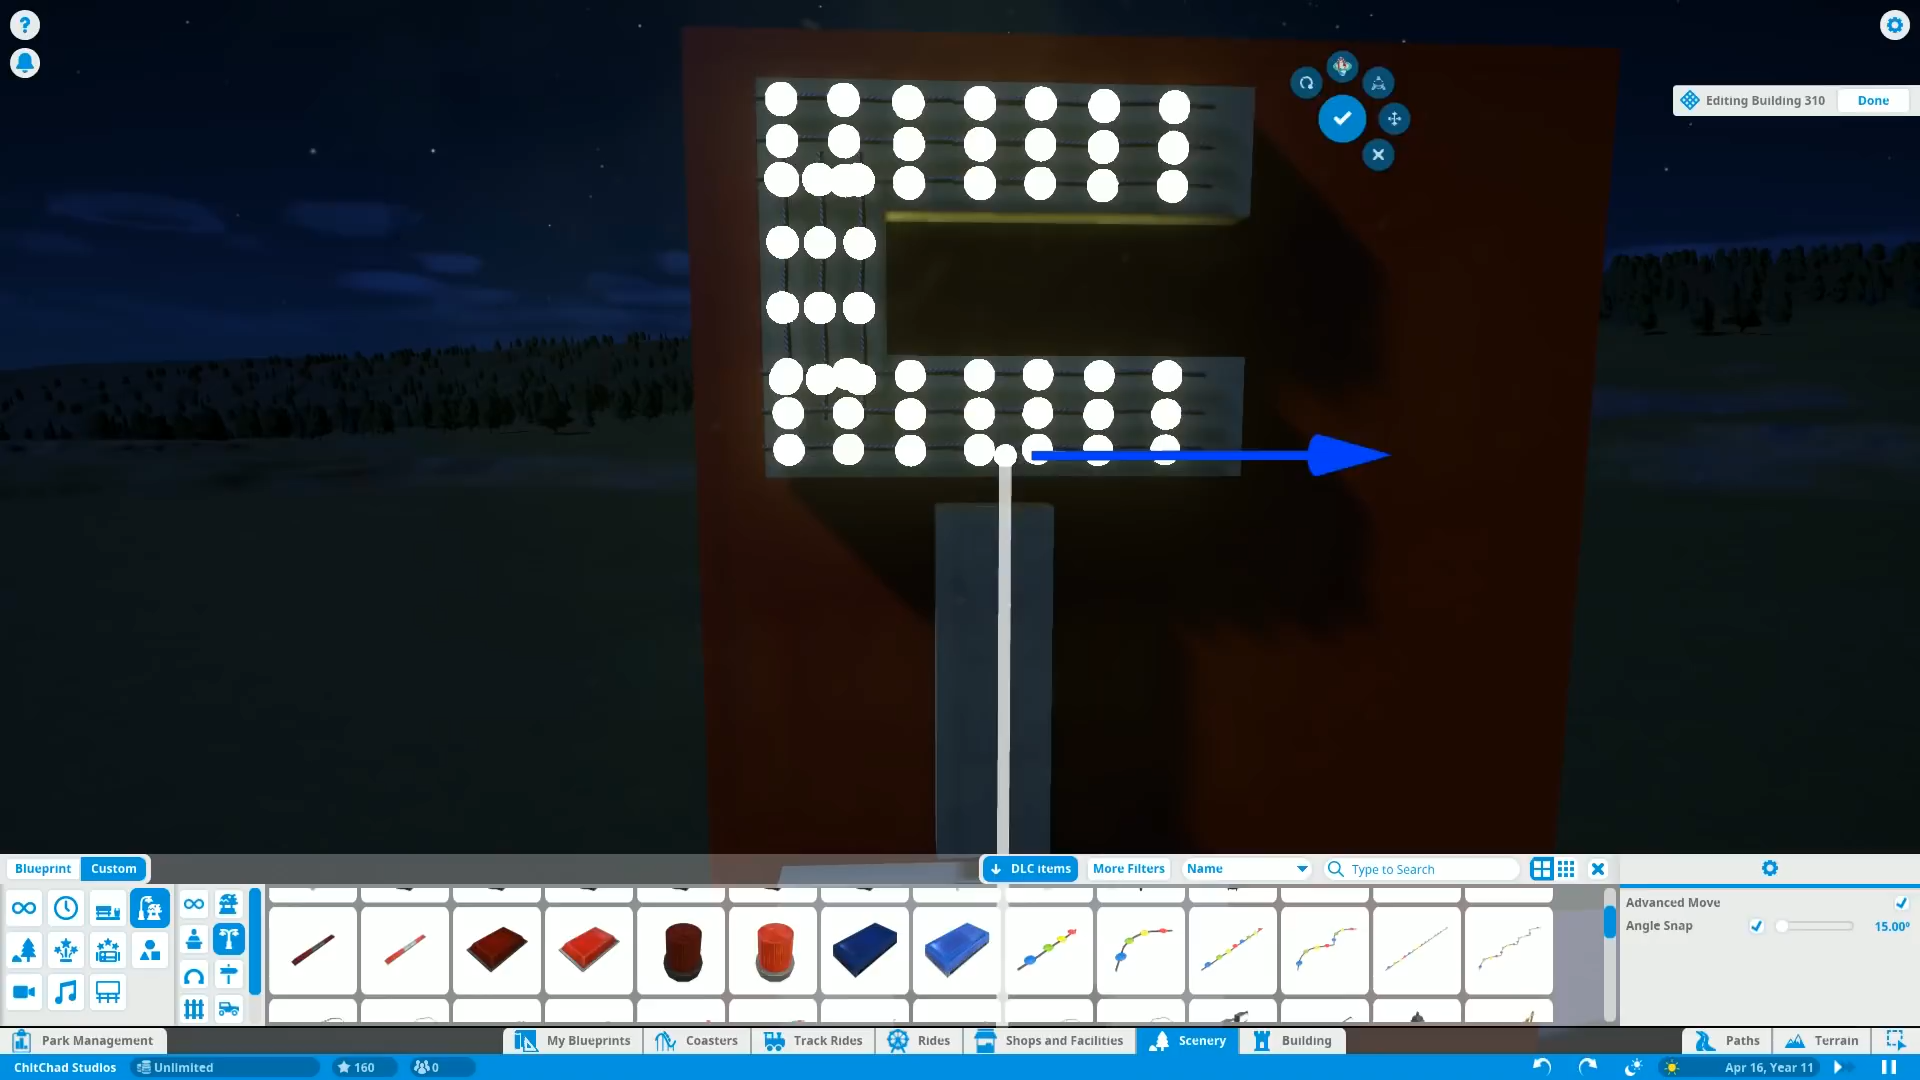 Editing Building 310 Done
Blueprint Custom DLC items More Filters Name Type to Search
Advanced Move
Angle Snap 15.00°
Park Management My Blueprints Coasters Track Rides Rides Shops and Facilities Scenery Building Paths Terrain
ChitChad Studios Unlimited 160 0 Apr 16, Year 11